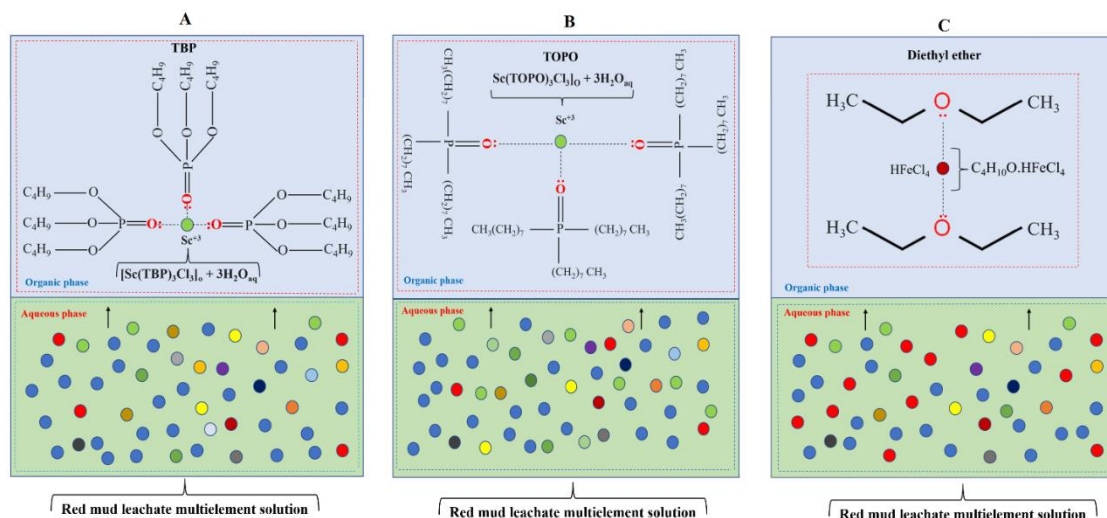 A
TBP
C₄H₉ C₄H₉ C₄H₉
O O O
P
O:
C₄H₉ O
C₄H₉ O P O: :O P O C₄H₉
C₄H₉ O
O C₄H₉
O C₄H₉
Sc⁺³
[Sc(TBP)₃Cl₃]ₒ + 3H₂Oₐq
Organic phase
Aqueous phase
Red mud leachate multielement solution
B
TOPO
Sc(TOPO)₃Cl₃]O + 3H₂Oaq
Sc⁺³
CH₃(CH₂)₇
(CH₂)₇ CH₃
P O:
(CH₂)₇ CH₃
:O P
(CH₂)₇ CH₃
(CH₂)₇ CH₃
CH₃(CH₂)₇
O
CH₃(CH₂)₇ P (CH₂)₇ CH₃
(CH₂)₇ CH₃
Organic phase
Aqueous phase
Red mud leachate multielement solution
C
Diethyl ether
H₃C O CH₃
HFeCl₄ C₄H₁₀O.HFeCl₄
H₃C O CH₃
Organic phase
Aqueous phase
Red mud leachate multielement solution